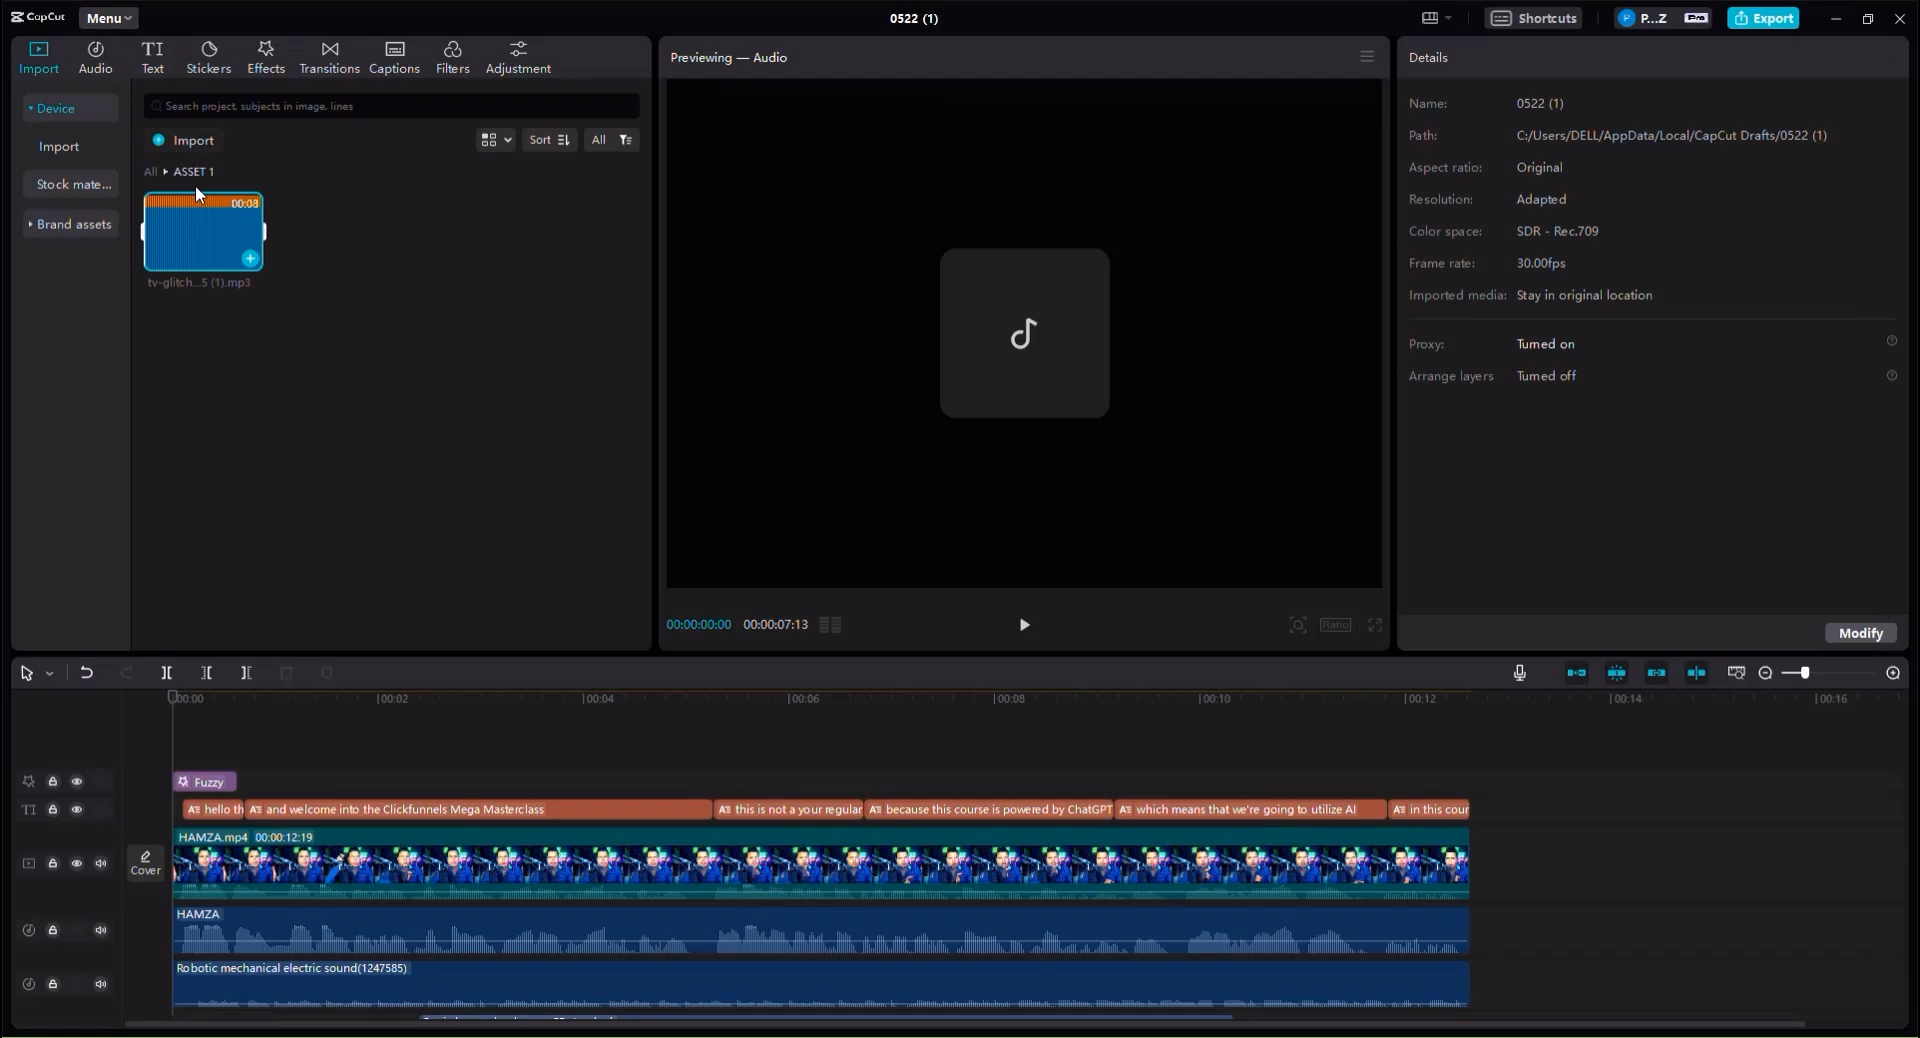 CapCut Menu
0522 (1)
Shortcuts
P...Z Pro
Export
Import Audio Text Stickers Effects Transitions Captions Filters Adjustment
Device
Import
Stock mate...
Brand assets
Search project, subjects in image, lines
Import
Sort All
All ASSET 1
00:08
tv-glitch...5 (1).mp3
Previewing — Audio
00:00:00:00 00:00:07:13
Ratio
Details
Name: 0522 (1)
Path: C:/Users/DELL/AppData/Local/CapCut Drafts/0522 (1)
Aspect ratio: Original
Resolution: Adapted
Color space: SDR - Rec.709
Frame rate: 30.00fps
Imported media: Stay in original location
Proxy: Turned on
Arrange layers Turned off
Modify
00:00 00:02 00:04 00:06 00:08 00:10 00:12 00:14 00:16
Fuzzy
hello th and welcome into the Clickfunnels Mega Masterclass this is not a your regular because this course is powered by ChatGPT which means that we're going to utilize AI in this cour
HAMZA.mp4 00:00:12:19
Cover
HAMZA
Robotic mechanical electric sound(1247585)